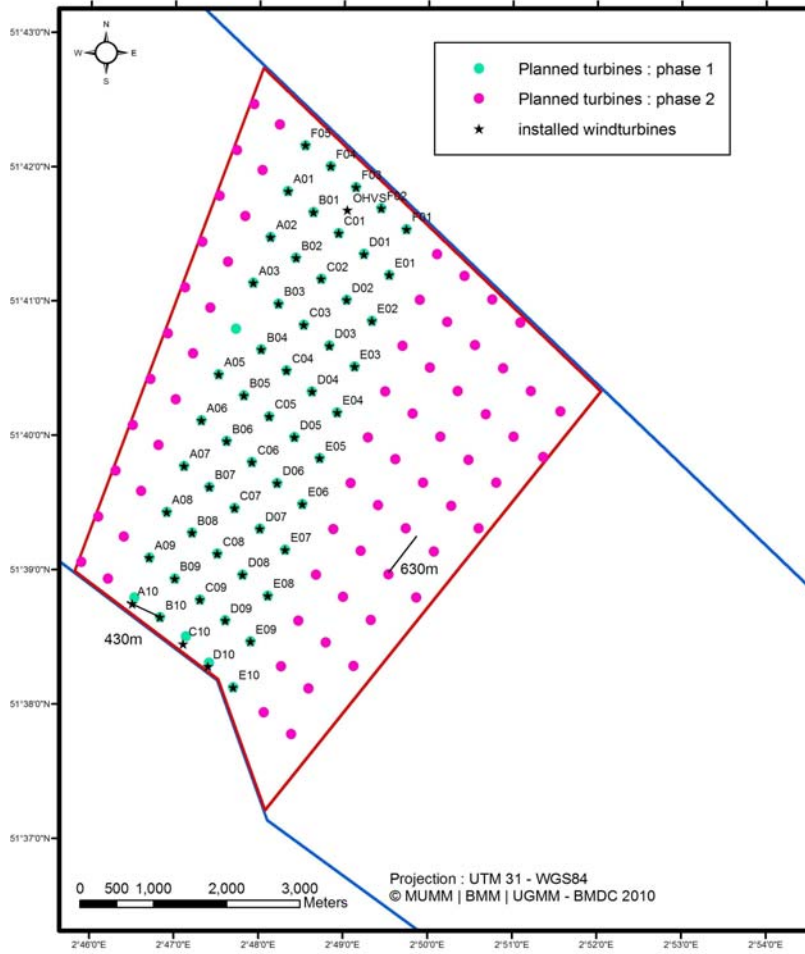 51°43'0"N
N
W
E
S
Planned turbines : phase 1
Planned turbines : phase 2
installed windturbines
F05
51°42'0"N
F04
F03
A01
OHVS
F02
B01
C01
F01
A02
B02
D01
A03
C02
E01
51°41'0"N
B03
D02
C03
E02
B04
D03
A05
C04
E03
B05
D04
A06
C05
E04
51°40'0"N
B06
D05
A07
C06
E05
B07
D06
A08
C07
E06
B08
D07
A09
C08
E07
51°39'0"N
B09
D08
630m
A10
C09
E08
B10
D09
430m
C10
E09
D10
E10
51°38'0"N
51°37'0"N
0 500 1,000 2,000 3,000
Meters
Projection : UTM 31 - WGS84
© MUMM | BMM | UGMM - BMDC 2010
2°46'0"E 2°47'0"E 2°48'0"E 2°49'0"E 2°50'0"E 2°51'0"E 2°52'0"E 2°53'0"E 2°54'0"E